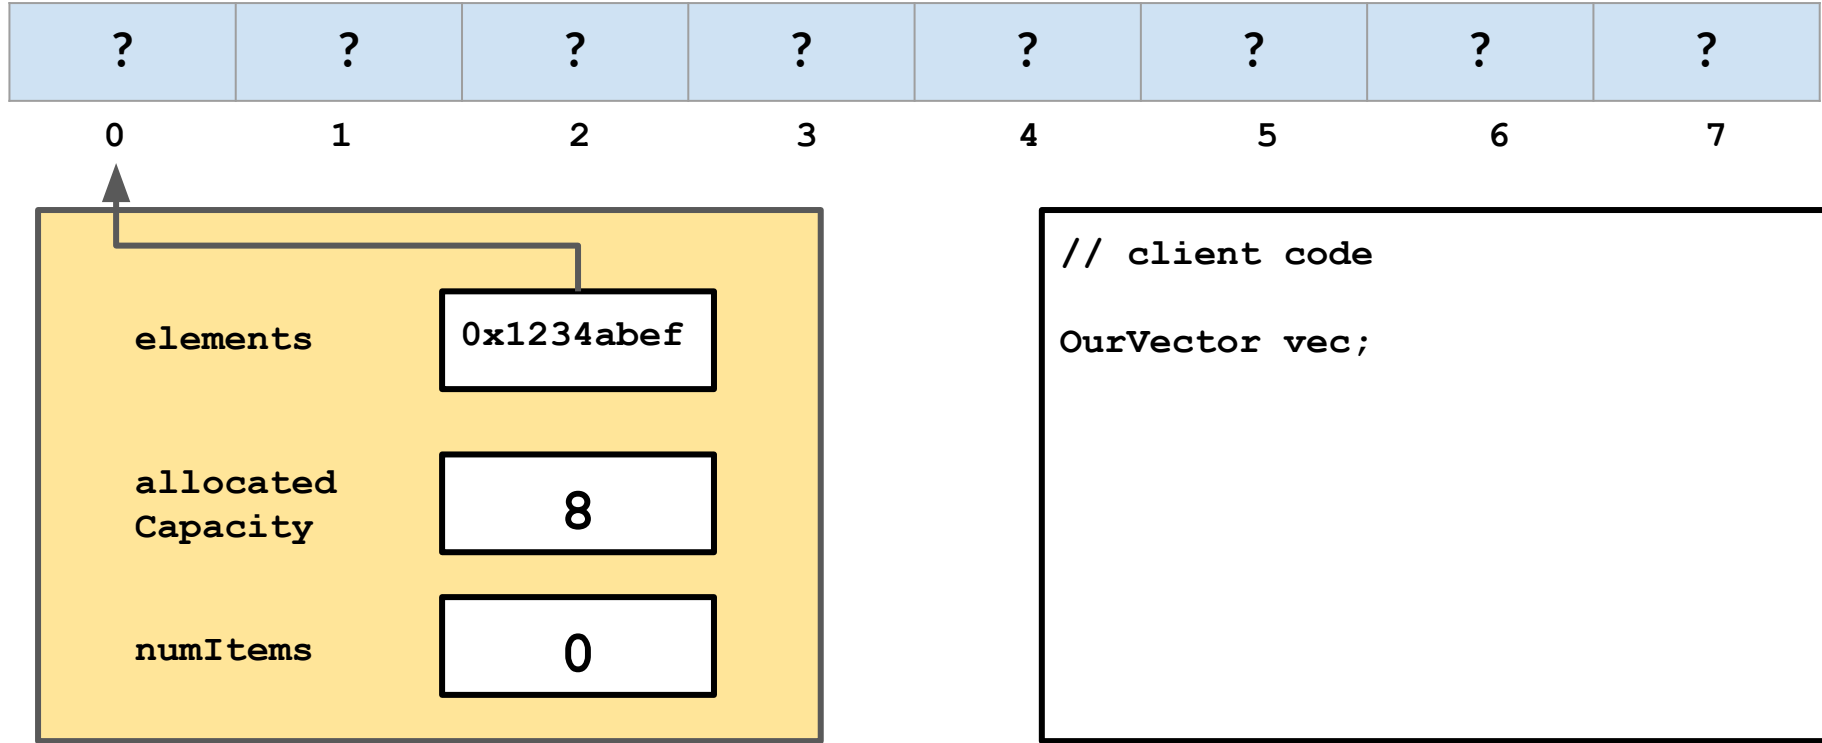 ? ? ? ? ? ? ? ?
0 1 2 3 4 5 6 7
elements 0x1234abef
allocated
Capacity 8
numItems 0
// client code
OurVector vec;